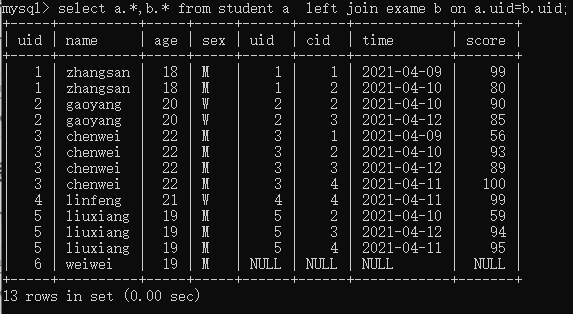 mysql> select a.*,b.* from student a  left join exame b on a.uid=b.uid;
+-----+-----------+-----+-----+------+------+------------+-------+
| uid | name      | age | sex | uid  | cid  | time       | score |
+-----+-----------+-----+-----+------+------+------------+-------+
|   1 | zhangsan  |  18 | M   |    1 |    1 | 2021-04-09 |    99 |
|   1 | zhangsan  |  18 | M   |    1 |    2 | 2021-04-10 |    80 |
|   2 | gaoyang   |  20 | W   |    2 |    2 | 2021-04-10 |    90 |
|   2 | gaoyang   |  20 | W   |    2 |    3 | 2021-04-12 |    85 |
|   3 | chenwei   |  22 | M   |    3 |    1 | 2021-04-09 |    56 |
|   3 | chenwei   |  22 | M   |    3 |    2 | 2021-04-10 |    93 |
|   3 | chenwei   |  22 | M   |    3 |    3 | 2021-04-12 |    89 |
|   3 | chenwei   |  22 | M   |    3 |    4 | 2021-04-11 |   100 |
|   4 | linfeng   |  21 | W   |    4 |    4 | 2021-04-11 |    99 |
|   5 | liuxiang  |  19 | M   |    5 |    2 | 2021-04-10 |    59 |
|   5 | liuxiang  |  19 | M   |    5 |    3 | 2021-04-12 |    94 |
|   5 | liuxiang  |  19 | M   |    5 |    4 | 2021-04-11 |    95 |
|   6 | weiwei    |  19 | M   | NULL | NULL | NULL       |  NULL |
+-----+-----------+-----+-----+------+------+------------+-------+
13 rows in set (0.00 sec)